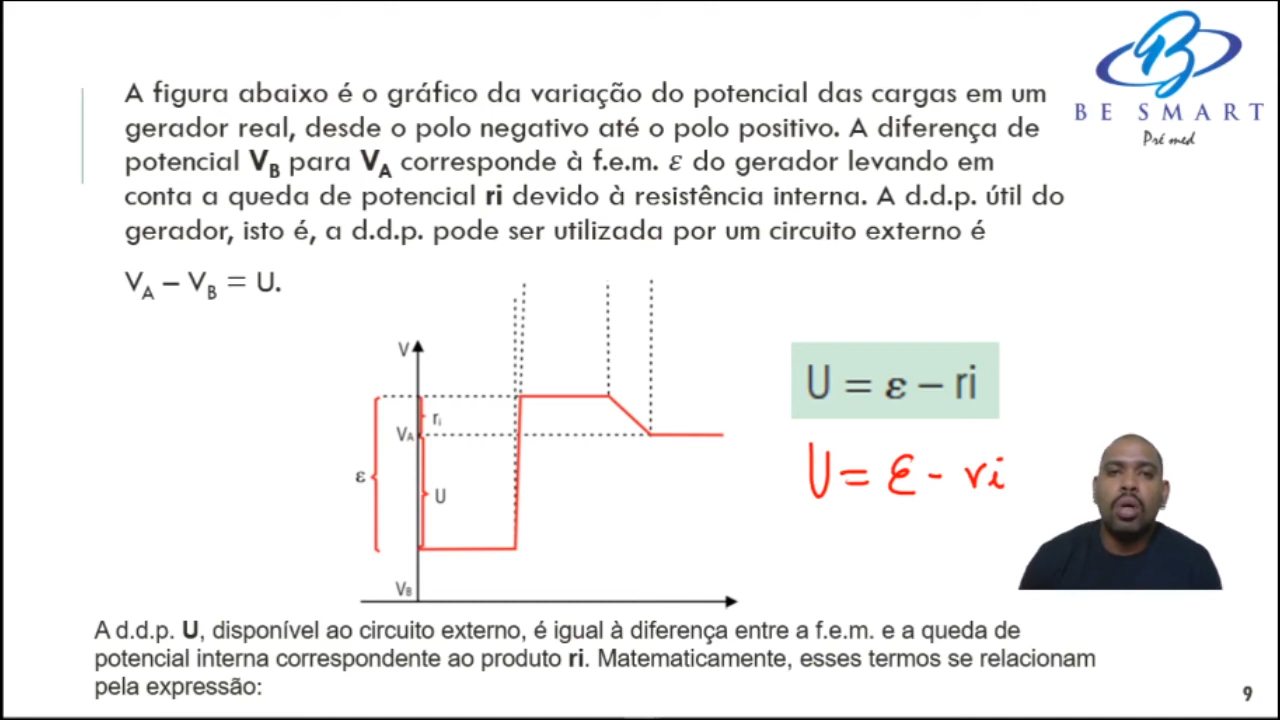 A figura abaixo é o gráfico da variação do potencial das cargas em um
gerador real, desde o polo negativo até o polo positivo. A diferença de
potencial VB para VA corresponde à f.e.m. ε do gerador levando em
conta a queda de potencial ri devido à resistência interna. A d.d.p. útil do
gerador, isto é, a d.d.p. pode ser utilizada por um circuito externo é
VA – VB = U.
BE SMART
Pré med
V
ri
VA
ε
U
VB
U = ε – ri
U = ε - ri
A d.d.p. U, disponível ao circuito externo, é igual à diferença entre a f.e.m. e a queda de
potencial interna correspondente ao produto ri. Matematicamente, esses termos se relacionam
pela expressão:
9